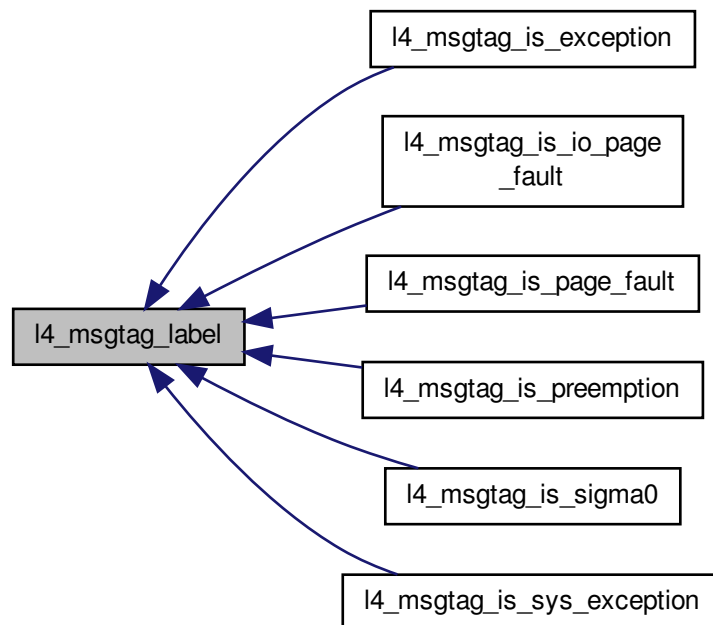 l4_msgtag_is_exception
l4_msgtag_is_io_page
_fault
l4_msgtag_is_page_fault
l4_msgtag_label
l4_msgtag_is_preemption
l4_msgtag_is_sigma0
l4_msgtag_is_sys_exception